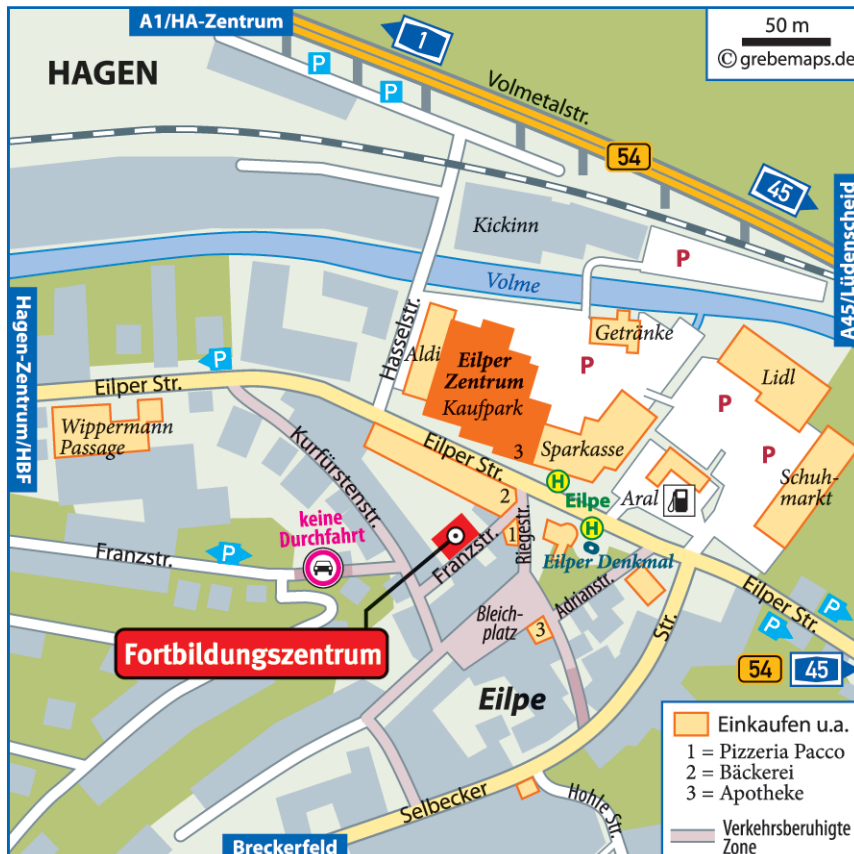 A1/HA-Zentrum
1
50 m
© grebemaps.de
HAGEN
P
P
Volmetalstr.
54
45
A45/Lüdenscheid
Kickinn
P
Volme
Hagen-Zentrum/HBF
Hasselstr.
Aldi
Eilper
Zentrum
Kaufpark
3
Getränke
P
Lidl
P
P
Eilper Str.
P
Wippermann
Passage
Kurfürstenstr.
Eilper Str.
2
Sparkasse
H
Eilpe
H
Aral
Schuh-
markt
keine
Durchfahrt
Franzstr.
P
Franzstr.
1
Riegestr.
Eilper Denkmal
Adrianstr.
Bleich-
platz
3
Str.
Eilper Str.
P
P
54
45
Fortbildungszentrum
Eilpe
Selbecker
Hohle Str.
Breckerfeld
Einkaufen u.a.
1 = Pizzeria Pacco
2 = Bäckerei
3 = Apotheke
Verkehrsberuhigte
Zone